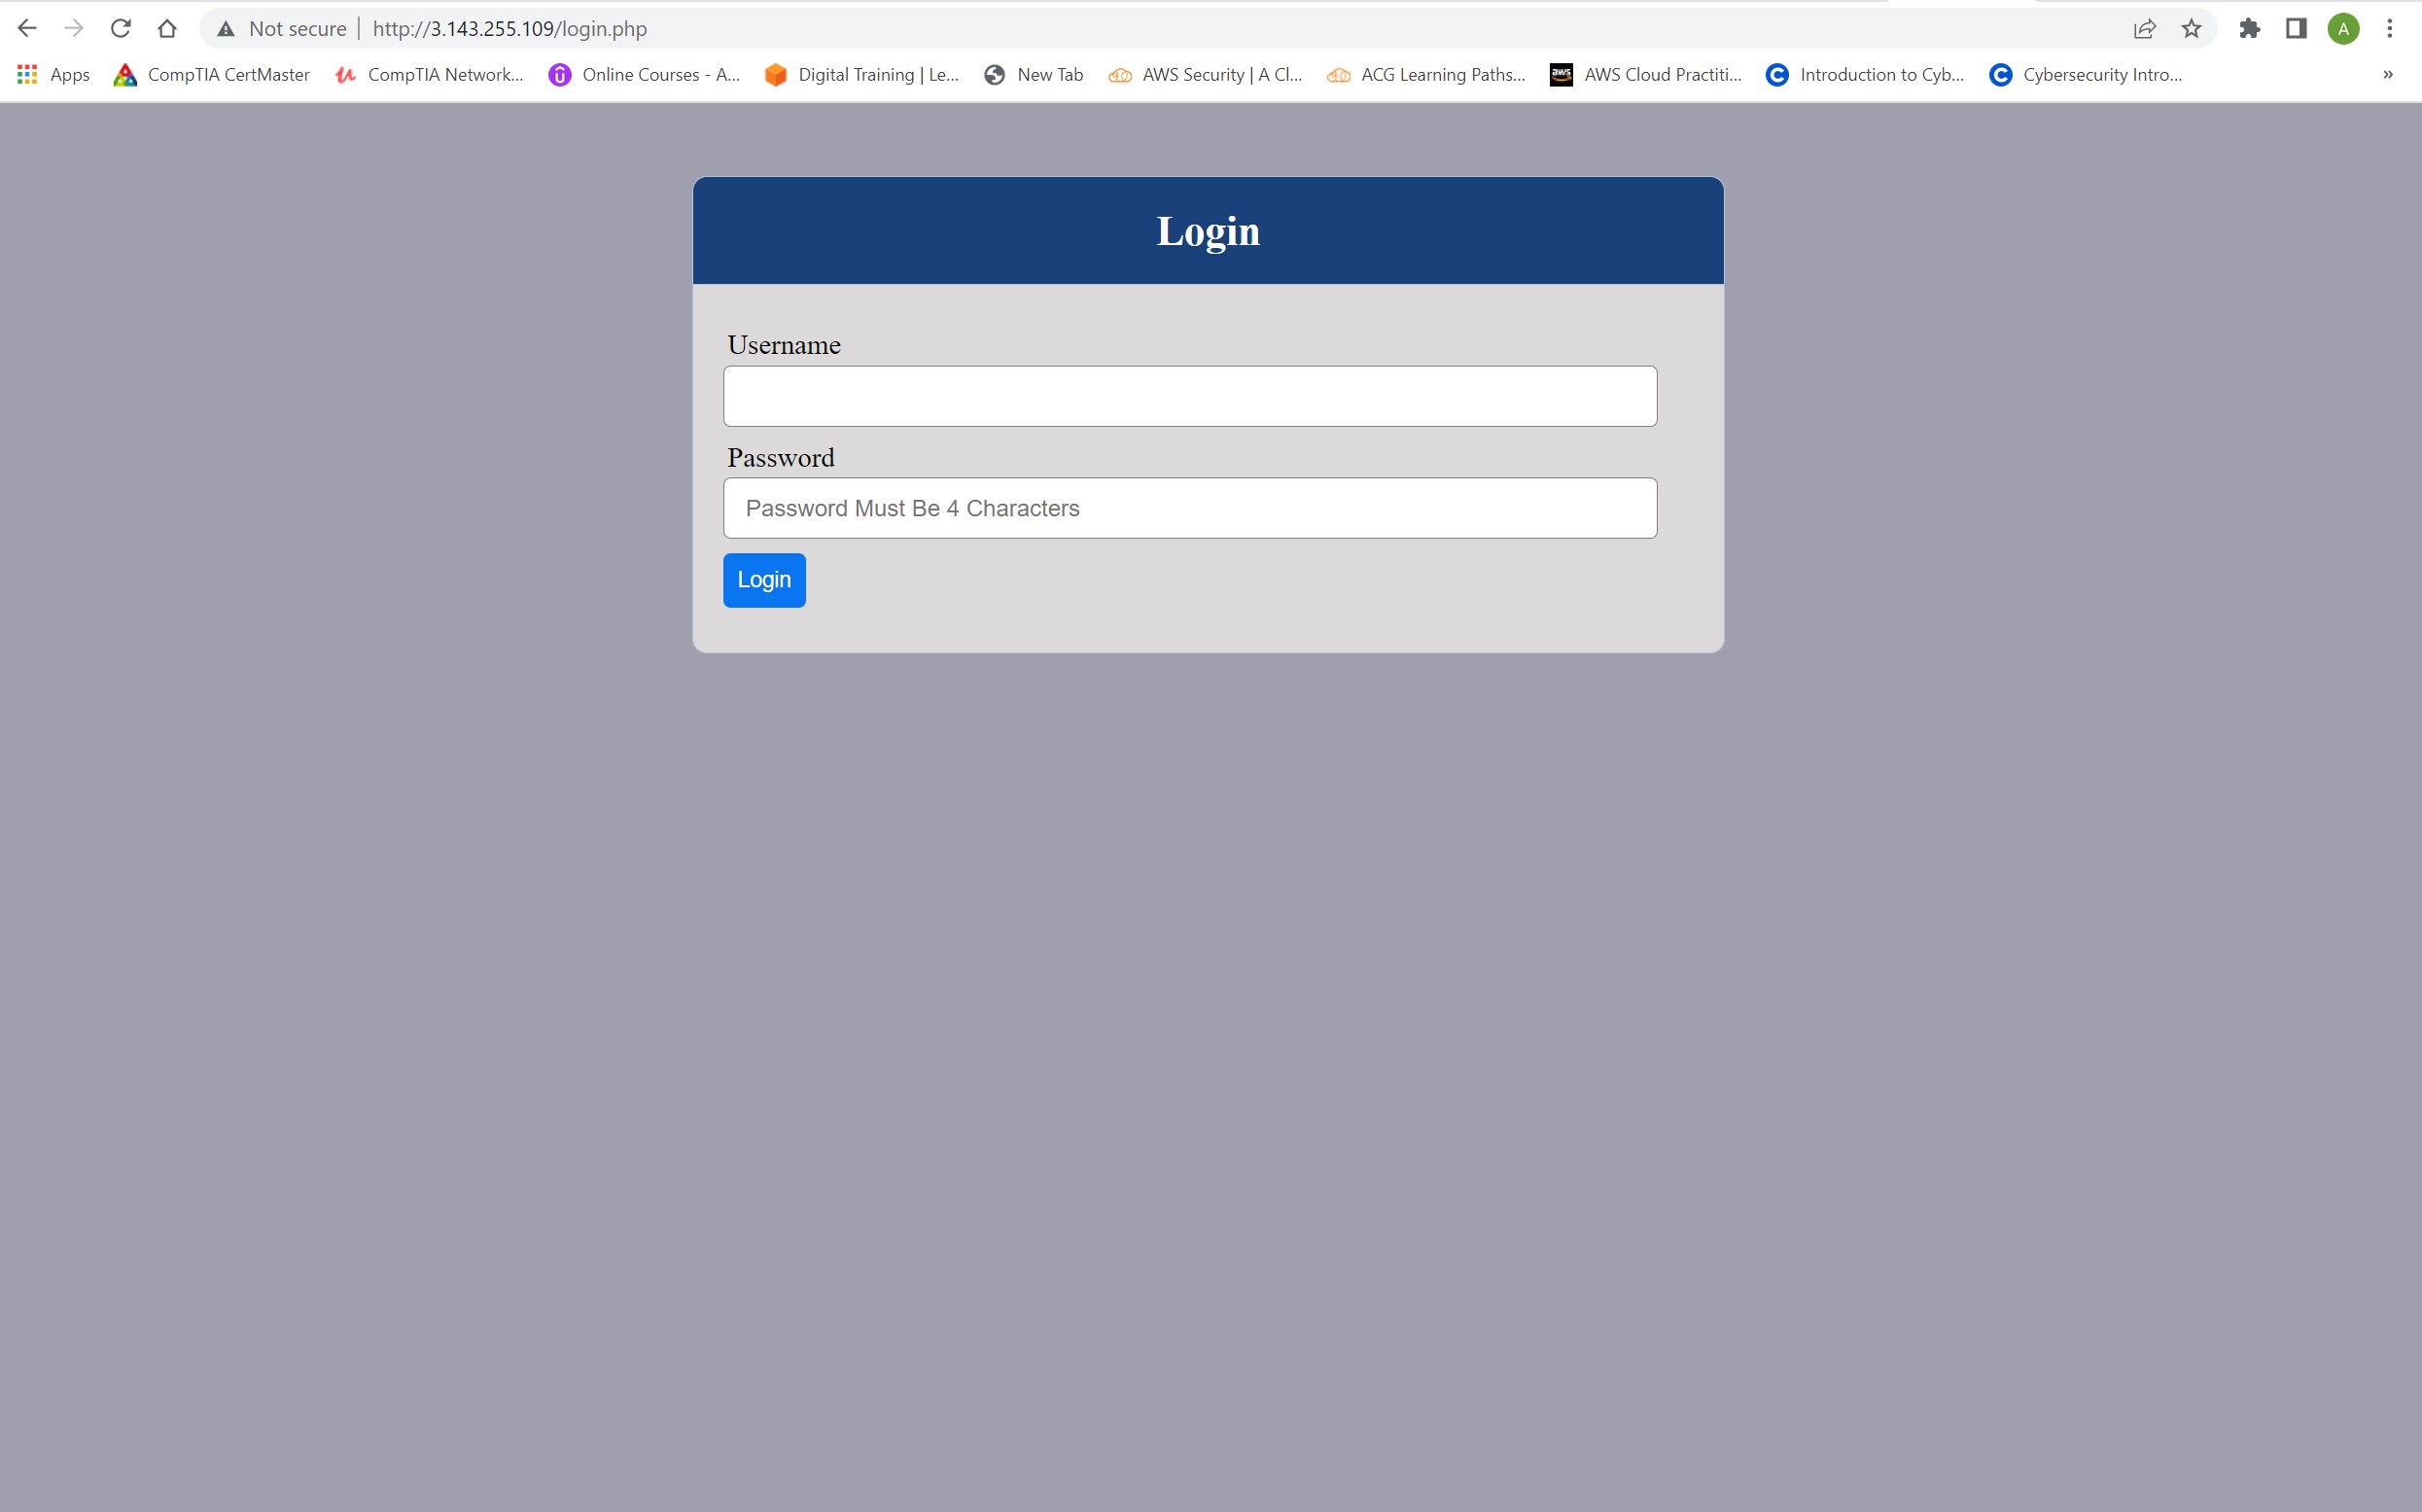 Not secure | http://3.143.255.109/login.php A
Apps CompTIA CertMaster CompTIA Network... Online Courses - A... Digital Training | Le... New Tab AWS Security | A Cl... ACG Learning Paths... aws AWS Cloud Practiti... Introduction to Cyb... Cybersecurity Intro... »
Login
Username
Password
Password Must Be 4 Characters
Login